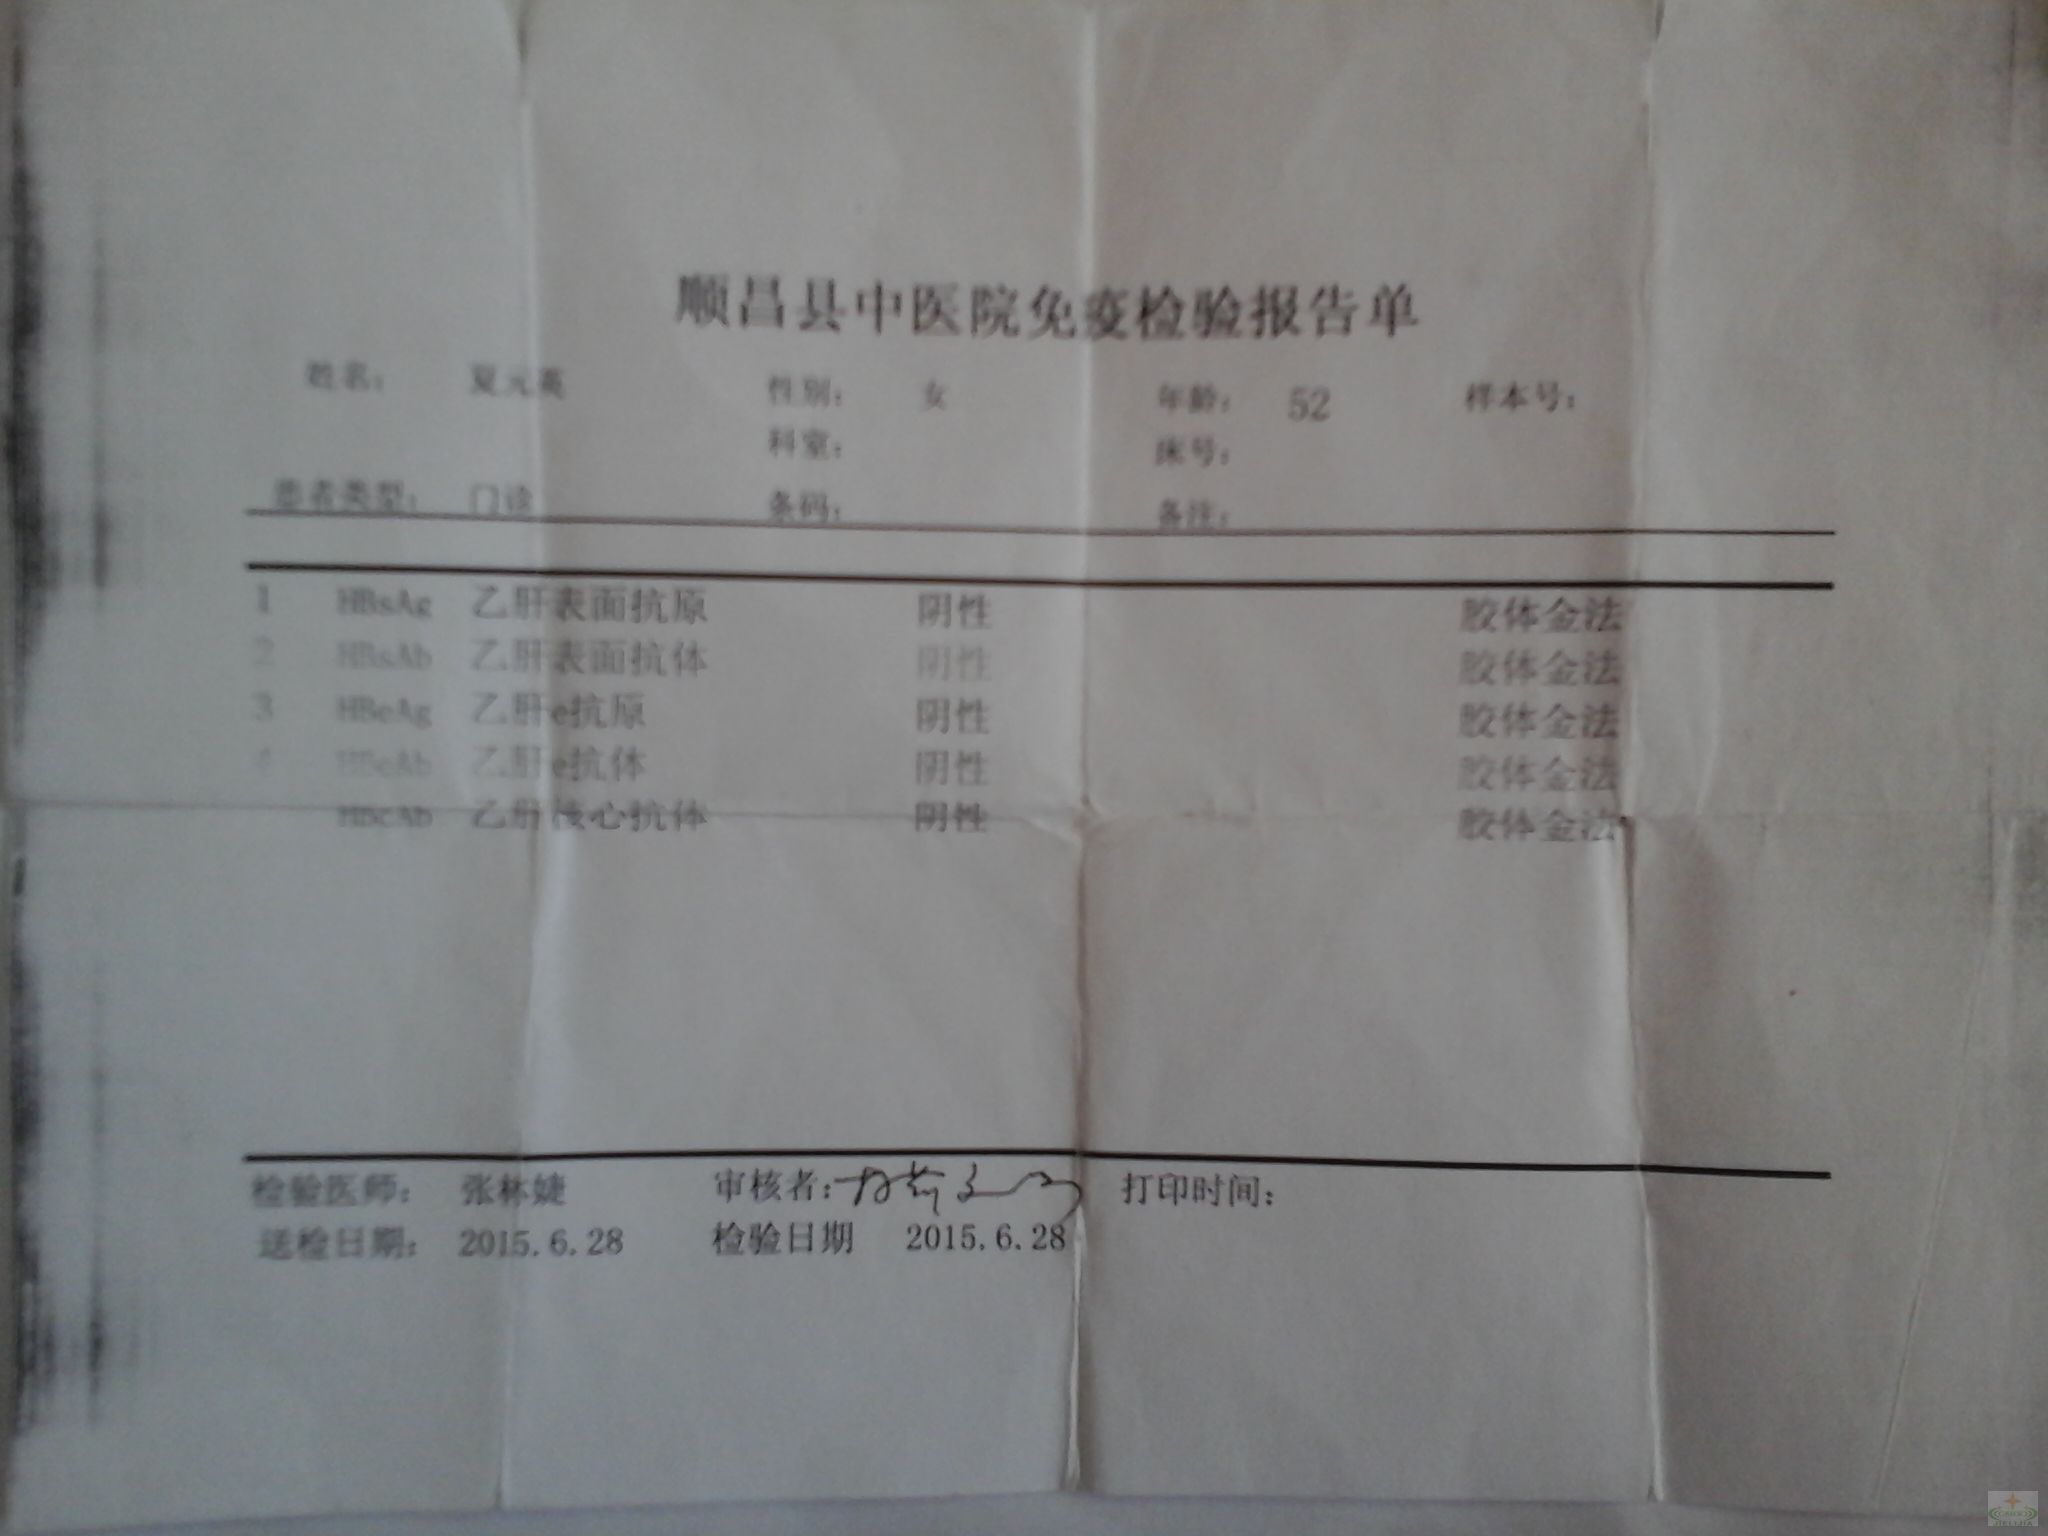 顺昌县中医院免疫检验报告单
姓名： 夏元英 性别： 女 年龄： 52 样本号：
科室： 床号：
患者类型： 门诊 条码： 备注：
1 HBsAg 乙肝表面抗原 阴性 胶体金法
2 HBsAb 乙肝表面抗体 阴性 胶体金法
3 HBeAg 乙肝e抗原 阴性 胶体金法
4 HBeAb 乙肝e抗体 阴性 胶体金法
HBcAb 乙肝核心抗体 阴性 胶体金法
检验医师： 张林婕 审核者： 打印时间：
送检日期： 2015.6.28 检验日期 2015.6.28